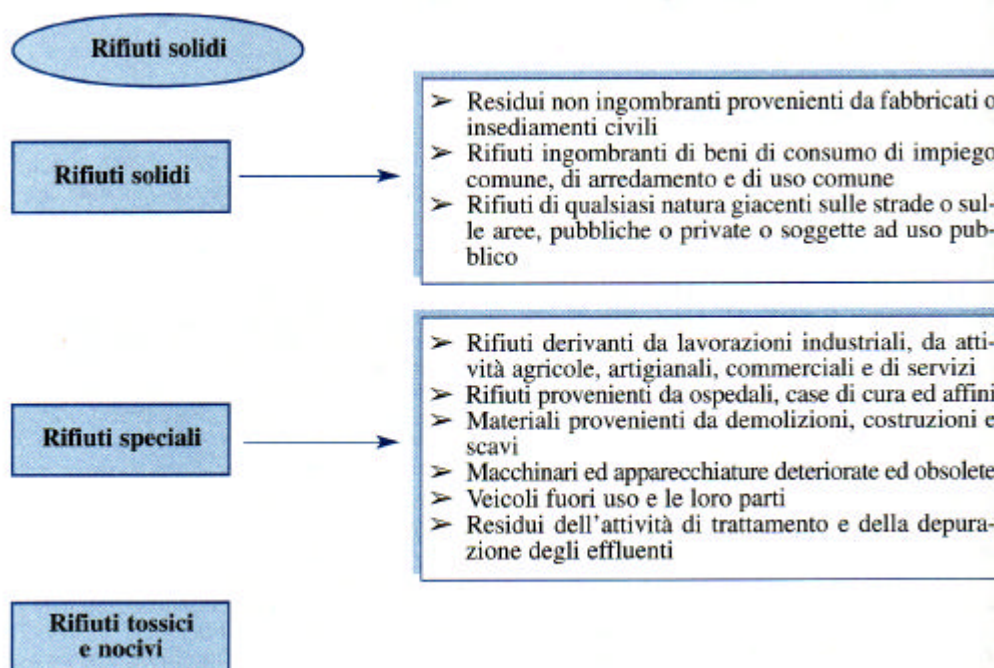 Rifiuti solidi
Rifiuti solidi
➢ Residui non ingombranti provenienti da fabbricati o
insediamenti civili
➢ Rifiuti ingombranti di beni di consumo di impiego
comune, di arredamento e di uso comune
➢ Rifiuti di qualsiasi natura giacenti sulle strade o sul-
le aree, pubbliche o private o soggette ad uso pub-
blico
Rifiuti speciali
➢ Rifiuti derivanti da lavorazioni industriali, da atti-
vità agricole, artigianali, commerciali e di servizi
➢ Rifiuti provenienti da ospedali, case di cura ed affini
➢ Materiali provenienti da demolizioni, costruzioni e
scavi
➢ Macchinari ed apparecchiature deteriorate ed obsolete
➢ Veicoli fuori uso e le loro parti
➢ Residui dell'attività di trattamento e della depura-
zione degli effluenti
Rifiuti tossici
e nocivi